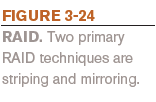 FIGURE 3-24
RAID. Two primary
RAID techniques are
striping and mirroring.